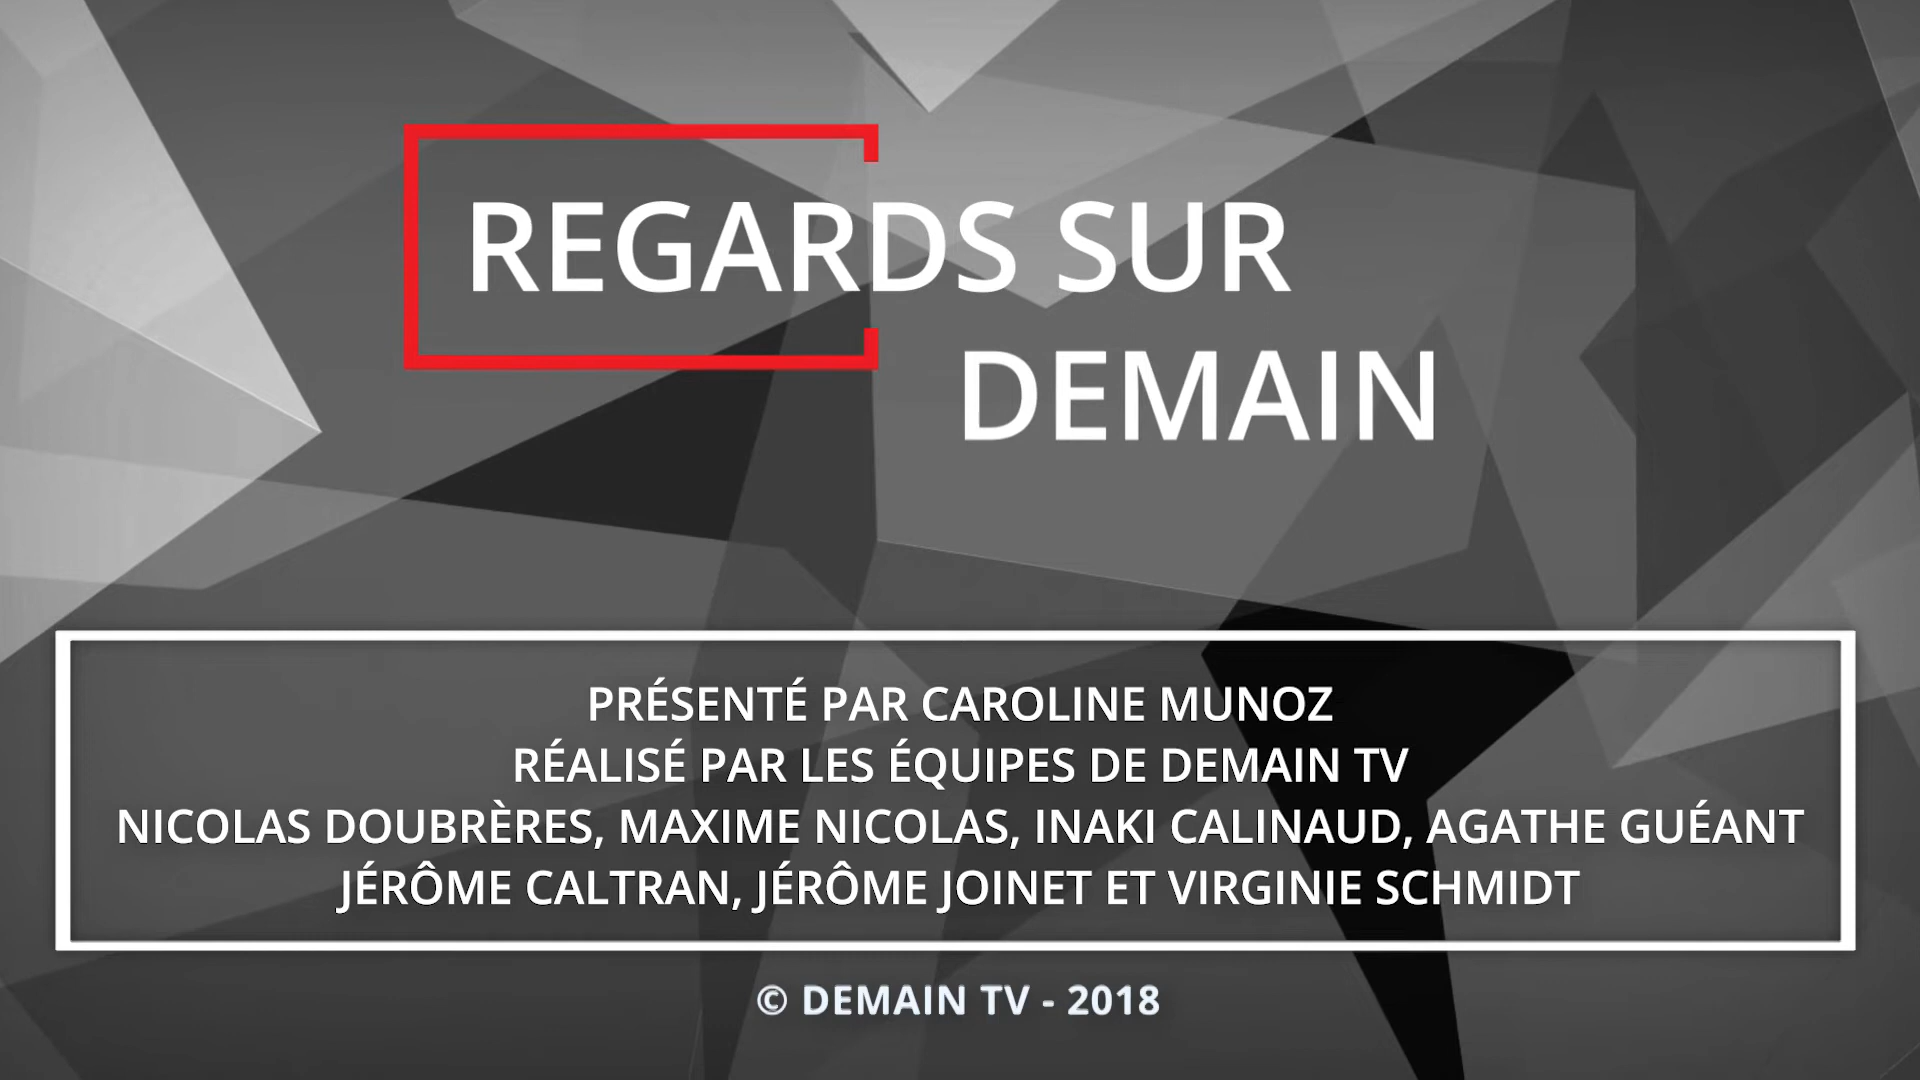 REGARDS SUR
DEMAIN
PRÉSENTÉ PAR CAROLINE MUNOZ
RÉALISÉ PAR LES ÉQUIPES DE DEMAIN TV
NICOLAS DOUBRÈRES, MAXIME NICOLAS, INAKI CALINAUD, AGATHE GUÉANT
JÉRÔME CALTRAN, JÉRÔME JOINET ET VIRGINIE SCHMIDT
© DEMAIN TV - 2018